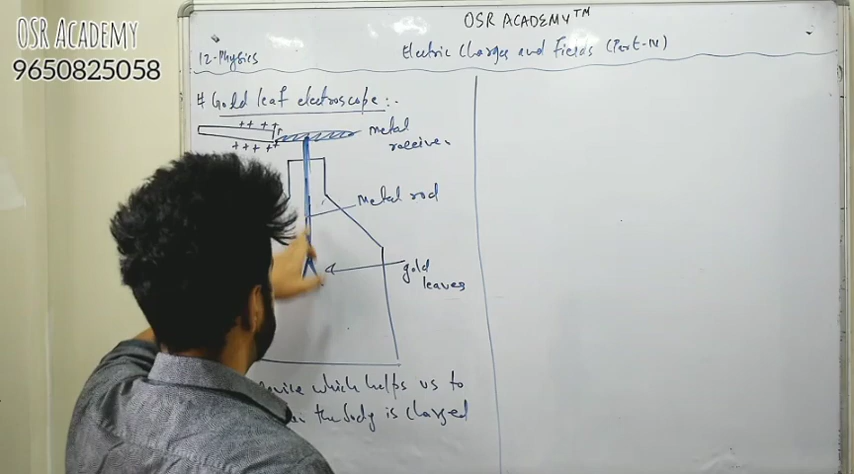 OSR ACADEMY
9650825058
OSR ACADEMY™
12-Physics
Electric Charges and Fields (Part-IV)
# Gold leaf electroscope :-
++ ++
++++
metal
receiver
metal rod
gold
leaves
device which helps us to
the body is charged